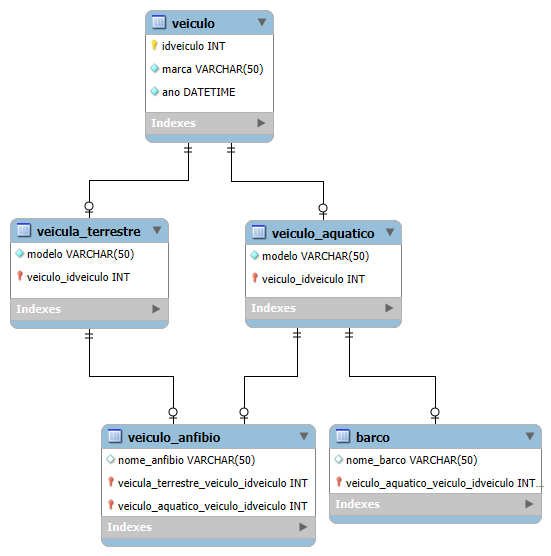 veiculo
idveiculo INT
marca VARCHAR(50)
ano DATETIME
Indexes
veicula_terrestre
modelo VARCHAR(50)
veiculo_idveiculo INT
Indexes
veiculo_aquatico
modelo VARCHAR(50)
veiculo_idveiculo INT
Indexes
veiculo_anfibio
nome_anfibio VARCHAR(50)
veicula_terrestre_veiculo_idveiculo INT
veiculo_aquatico_veiculo_idveiculo INT
Indexes
barco
nome_barco VARCHAR(50)
veiculo_aquatico_veiculo_idveiculo INT...
Indexes